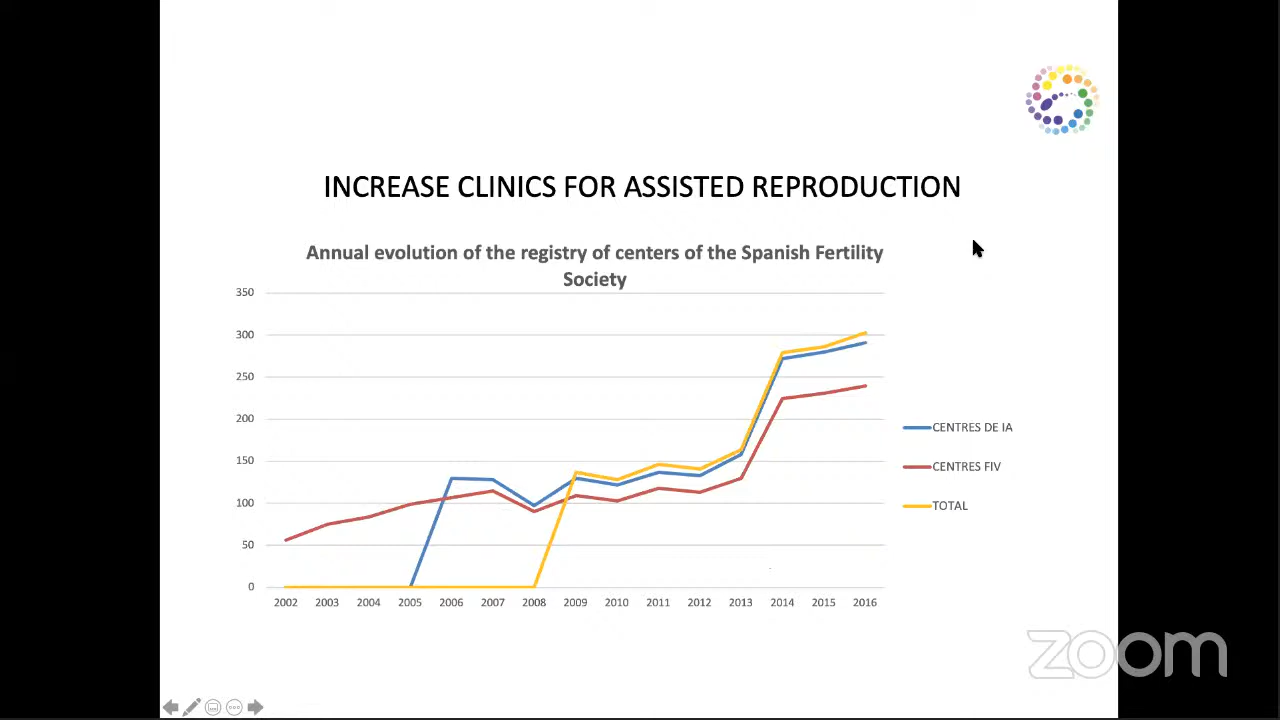 INCREASE CLINICS FOR ASSISTED REPRODUCTION
Annual evolution of the registry of centers of the Spanish Fertility
Society
350
300
250
200
150
100
50
0
2002 2003 2004 2005 2006 2007 2008 2009 2010 2011 2012 2013 2014 2015 2016
CENTRES DE IA
CENTRES FIV
TOTAL
zoom